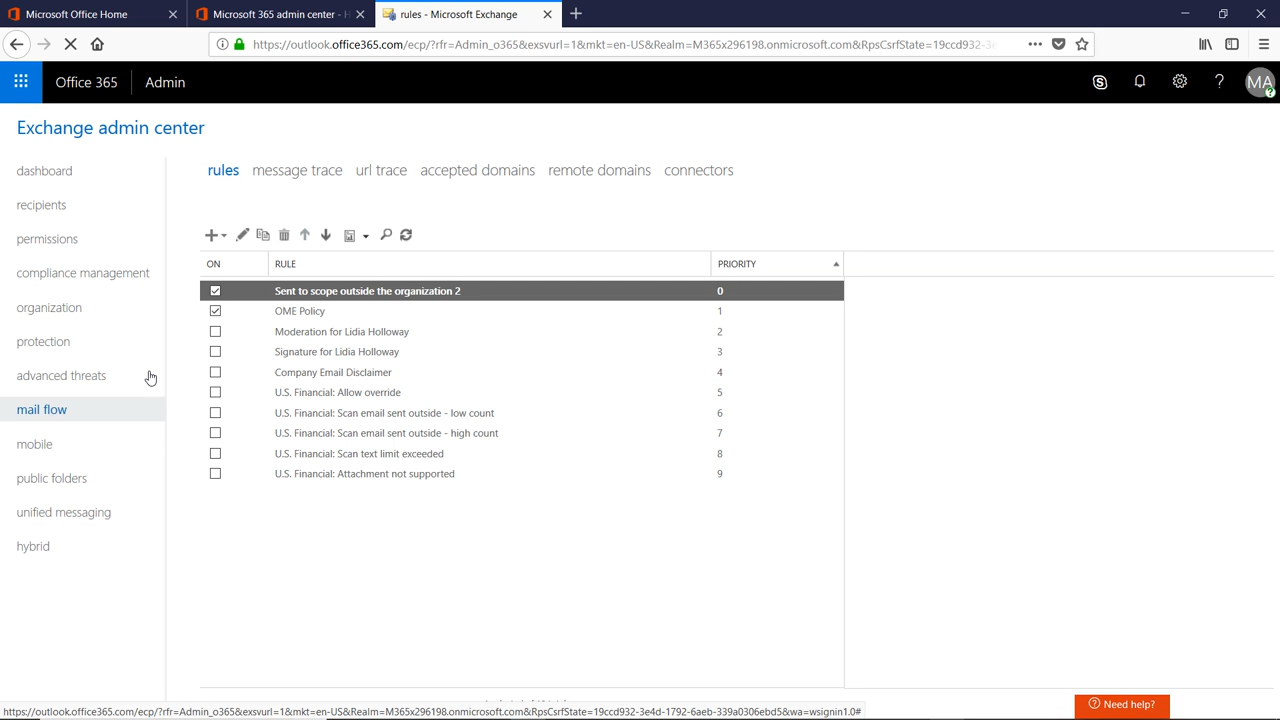 Microsoft Office Home
Microsoft 365 admin center -
rules - Microsoft Exchange
https://outlook.office365.com/ecp/?rfr=Admin_o365&exsvurl=1&mkt=en-US&Realm=M365x296198.onmicrosoft.com&RpsCsrfState=19ccd932-3
Office 365
Admin
MA
Exchange admin center
dashboard
recipients
permissions
compliance management
organization
protection
advanced threats
mail flow
mobile
public folders
unified messaging
hybrid
rules message trace url trace accepted domains remote domains connectors
ON RULE PRIORITY
Sent to scope outside the organization 2 0
OME Policy 1
Moderation for Lidia Holloway 2
Signature for Lidia Holloway 3
Company Email Disclaimer 4
U.S. Financial: Allow override 5
U.S. Financial: Scan email sent outside - low count 6
U.S. Financial: Scan email sent outside - high count 7
U.S. Financial: Scan text limit exceeded 8
U.S. Financial: Attachment not supported 9
Need help?
https://outlook.office365.com/ecp/?rfr=Admin_o365&exsvurl=1&mkt=en-US&Realm=M365x296198.onmicrosoft.com&RpsCsrfState=19ccd932-3e4d-1792-6aeb-339a0306ebd5&wa=wsignin1.0#